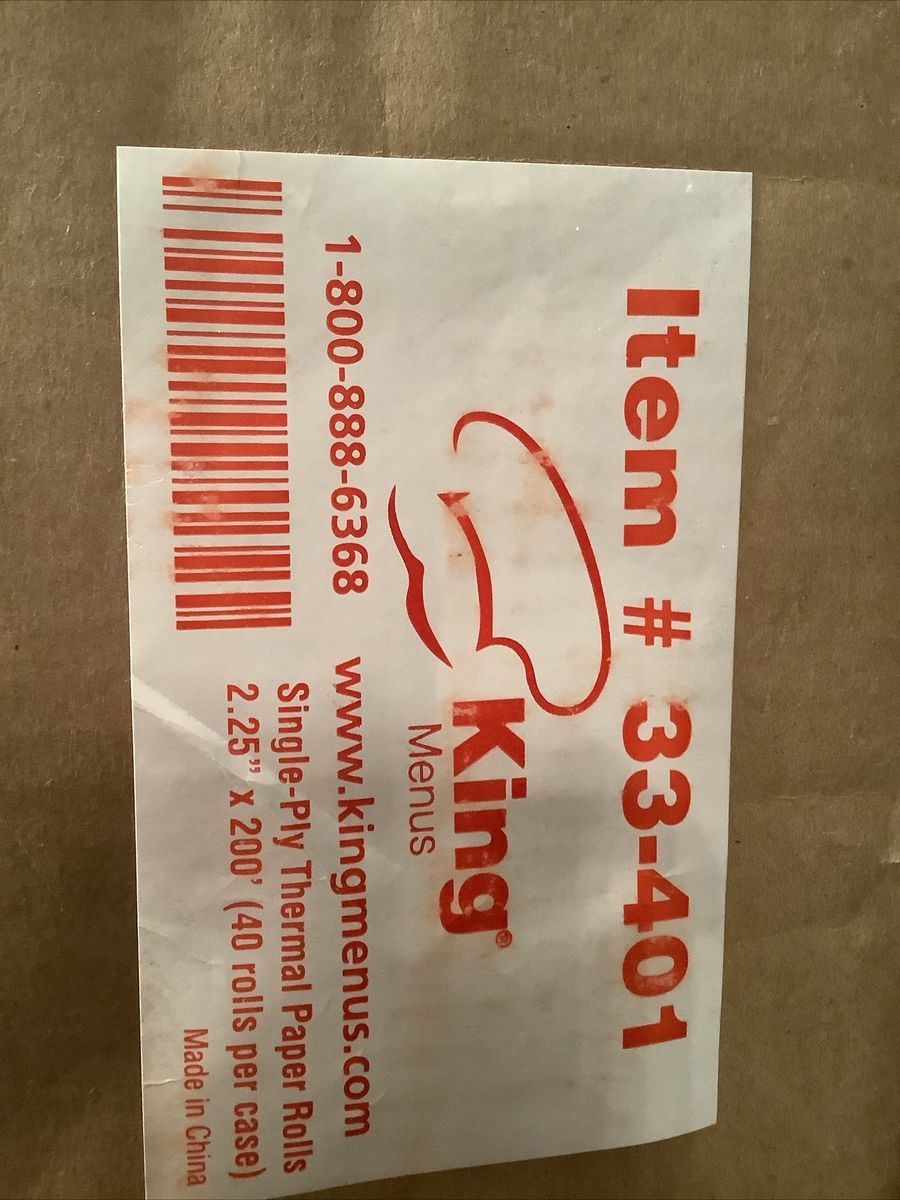 Item # 33-401
King®
Menus
1-800-888-6368 www.kingmenus.com
Single-Ply Thermal Paper Rolls
2.25” x 200’ (40 rolls per case)
Made in China